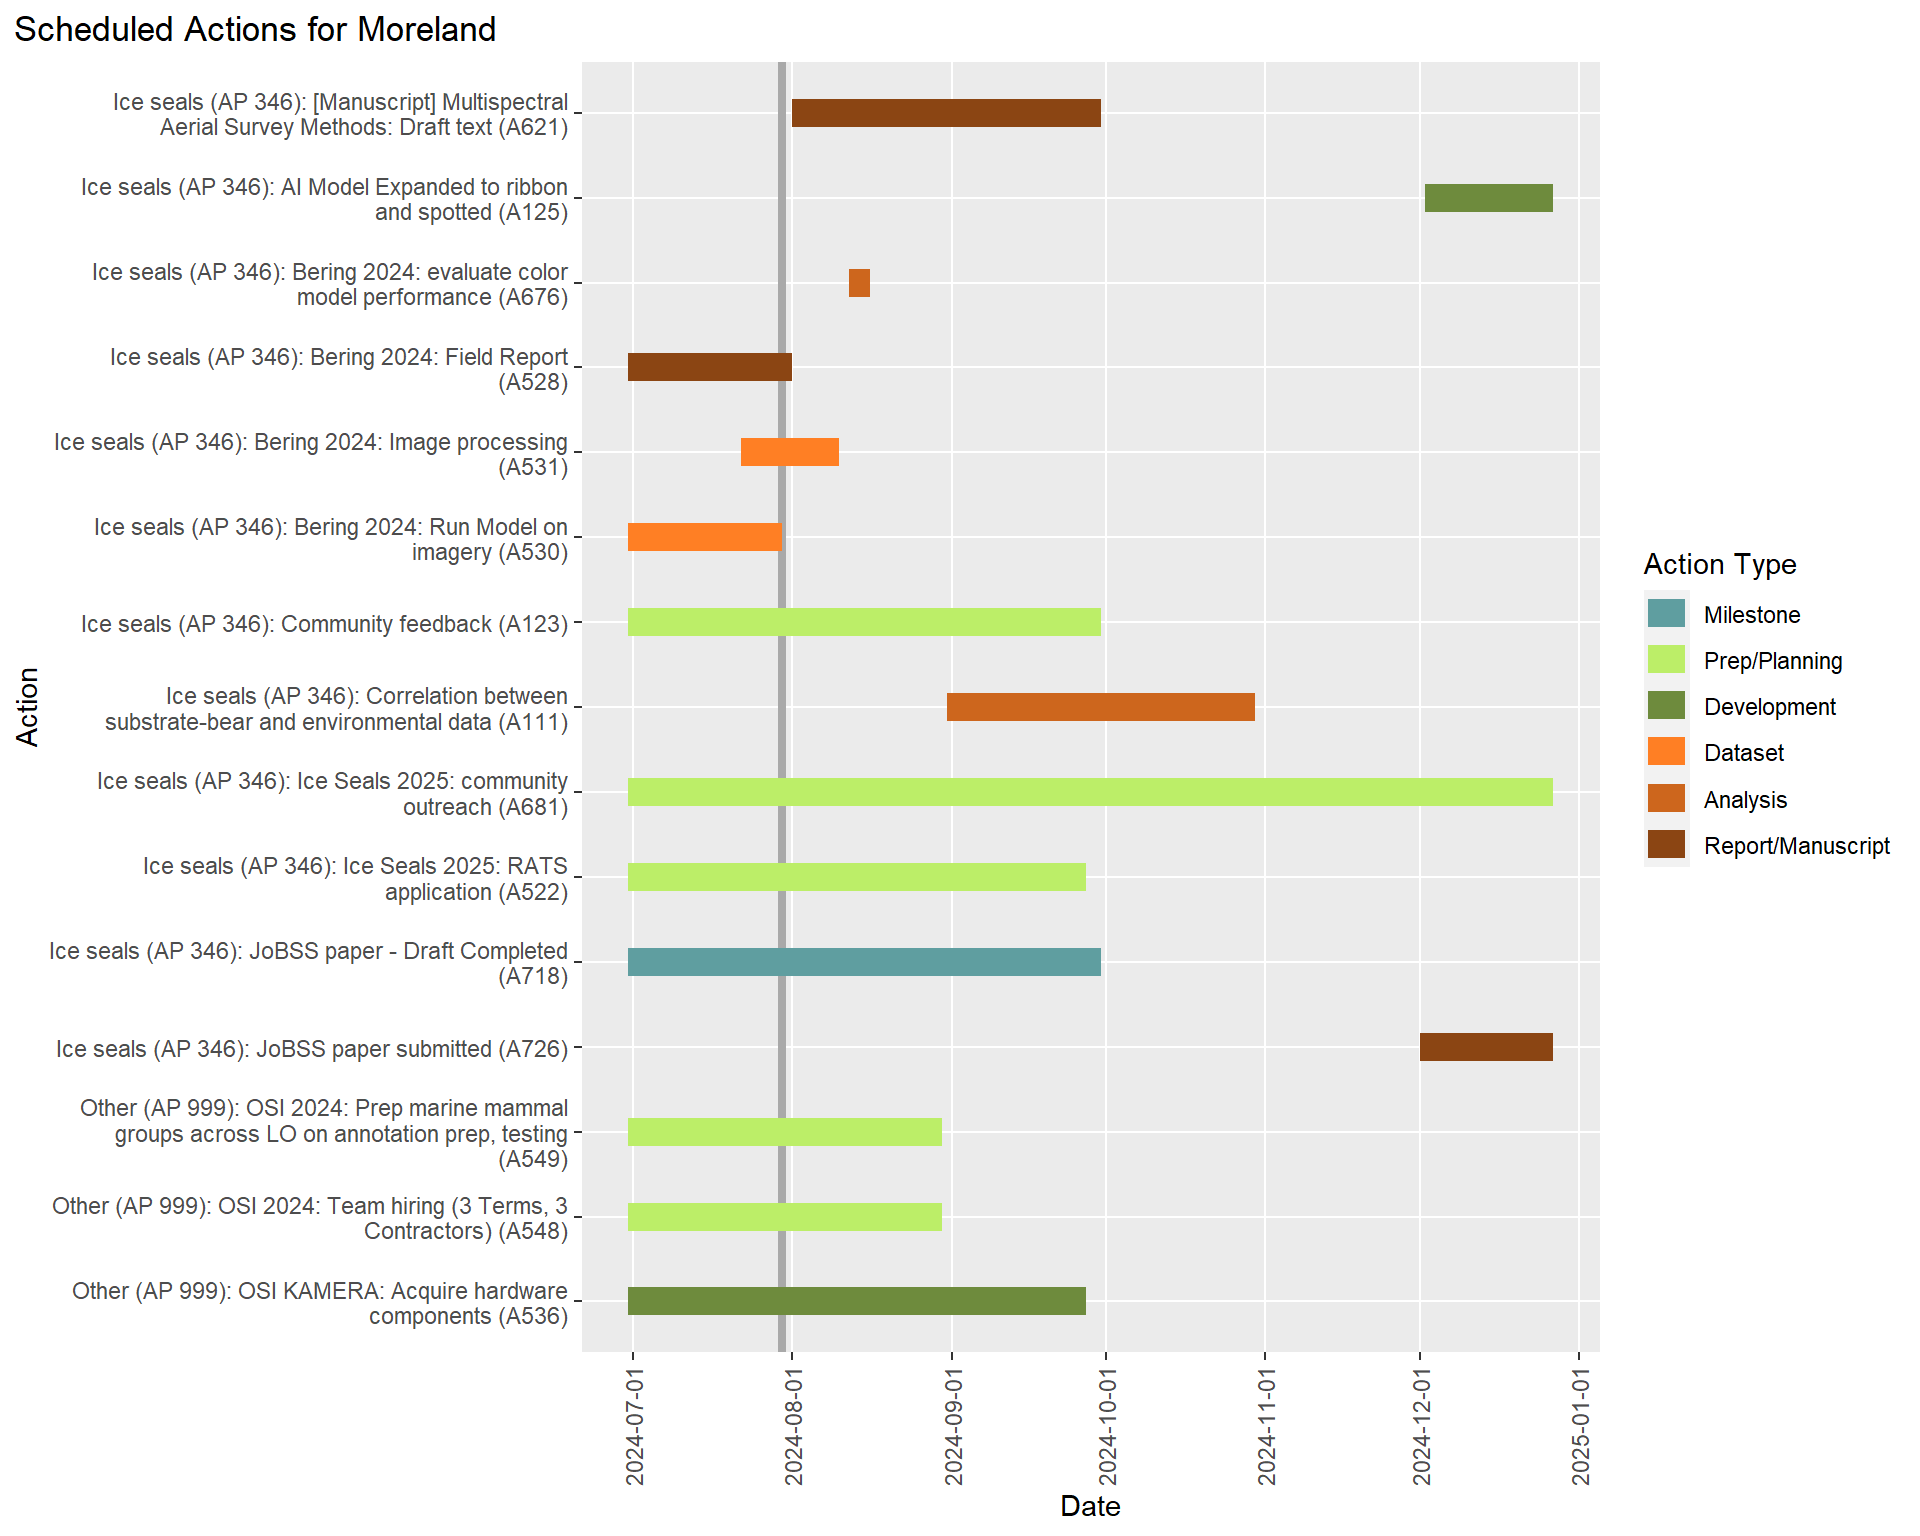 Scheduled Actions for Moreland
Ice seals (AP 346): [Manuscript] Multispectral
Aerial Survey Methods: Draft text (A621)
Ice seals (AP 346): AI Model Expanded to ribbon
and spotted (A125)
Ice seals (AP 346): Bering 2024: evaluate color
model performance (A676)
Ice seals (AP 346): Bering 2024: Field Report
(A528)
Ice seals (AP 346): Bering 2024: Image processing
(A531)
Ice seals (AP 346): Bering 2024: Run Model on
imagery (A530)
Ice seals (AP 346): Community feedback (A123)
Ice seals (AP 346): Correlation between
substrate-bear and environmental data (A111)
Ice seals (AP 346): Ice Seals 2025: community
outreach (A681)
Ice seals (AP 346): Ice Seals 2025: RATS
application (A522)
Ice seals (AP 346): JoBSS paper - Draft Completed
(A718)
Ice seals (AP 346): JoBSS paper submitted (A726)
Other (AP 999): OSI 2024: Prep marine mammal
groups across LO on annotation prep, testing
(A549)
Other (AP 999): OSI 2024: Team hiring (3 Terms, 3
Contractors) (A548)
Other (AP 999): OSI KAMERA: Acquire hardware
components (A536)
Action
2024-07-01
2024-08-01
2024-09-01
2024-10-01
2024-11-01
2024-12-01
2025-01-01
Date
Action Type
Milestone
Prep/Planning
Development
Dataset
Analysis
Report/Manuscript